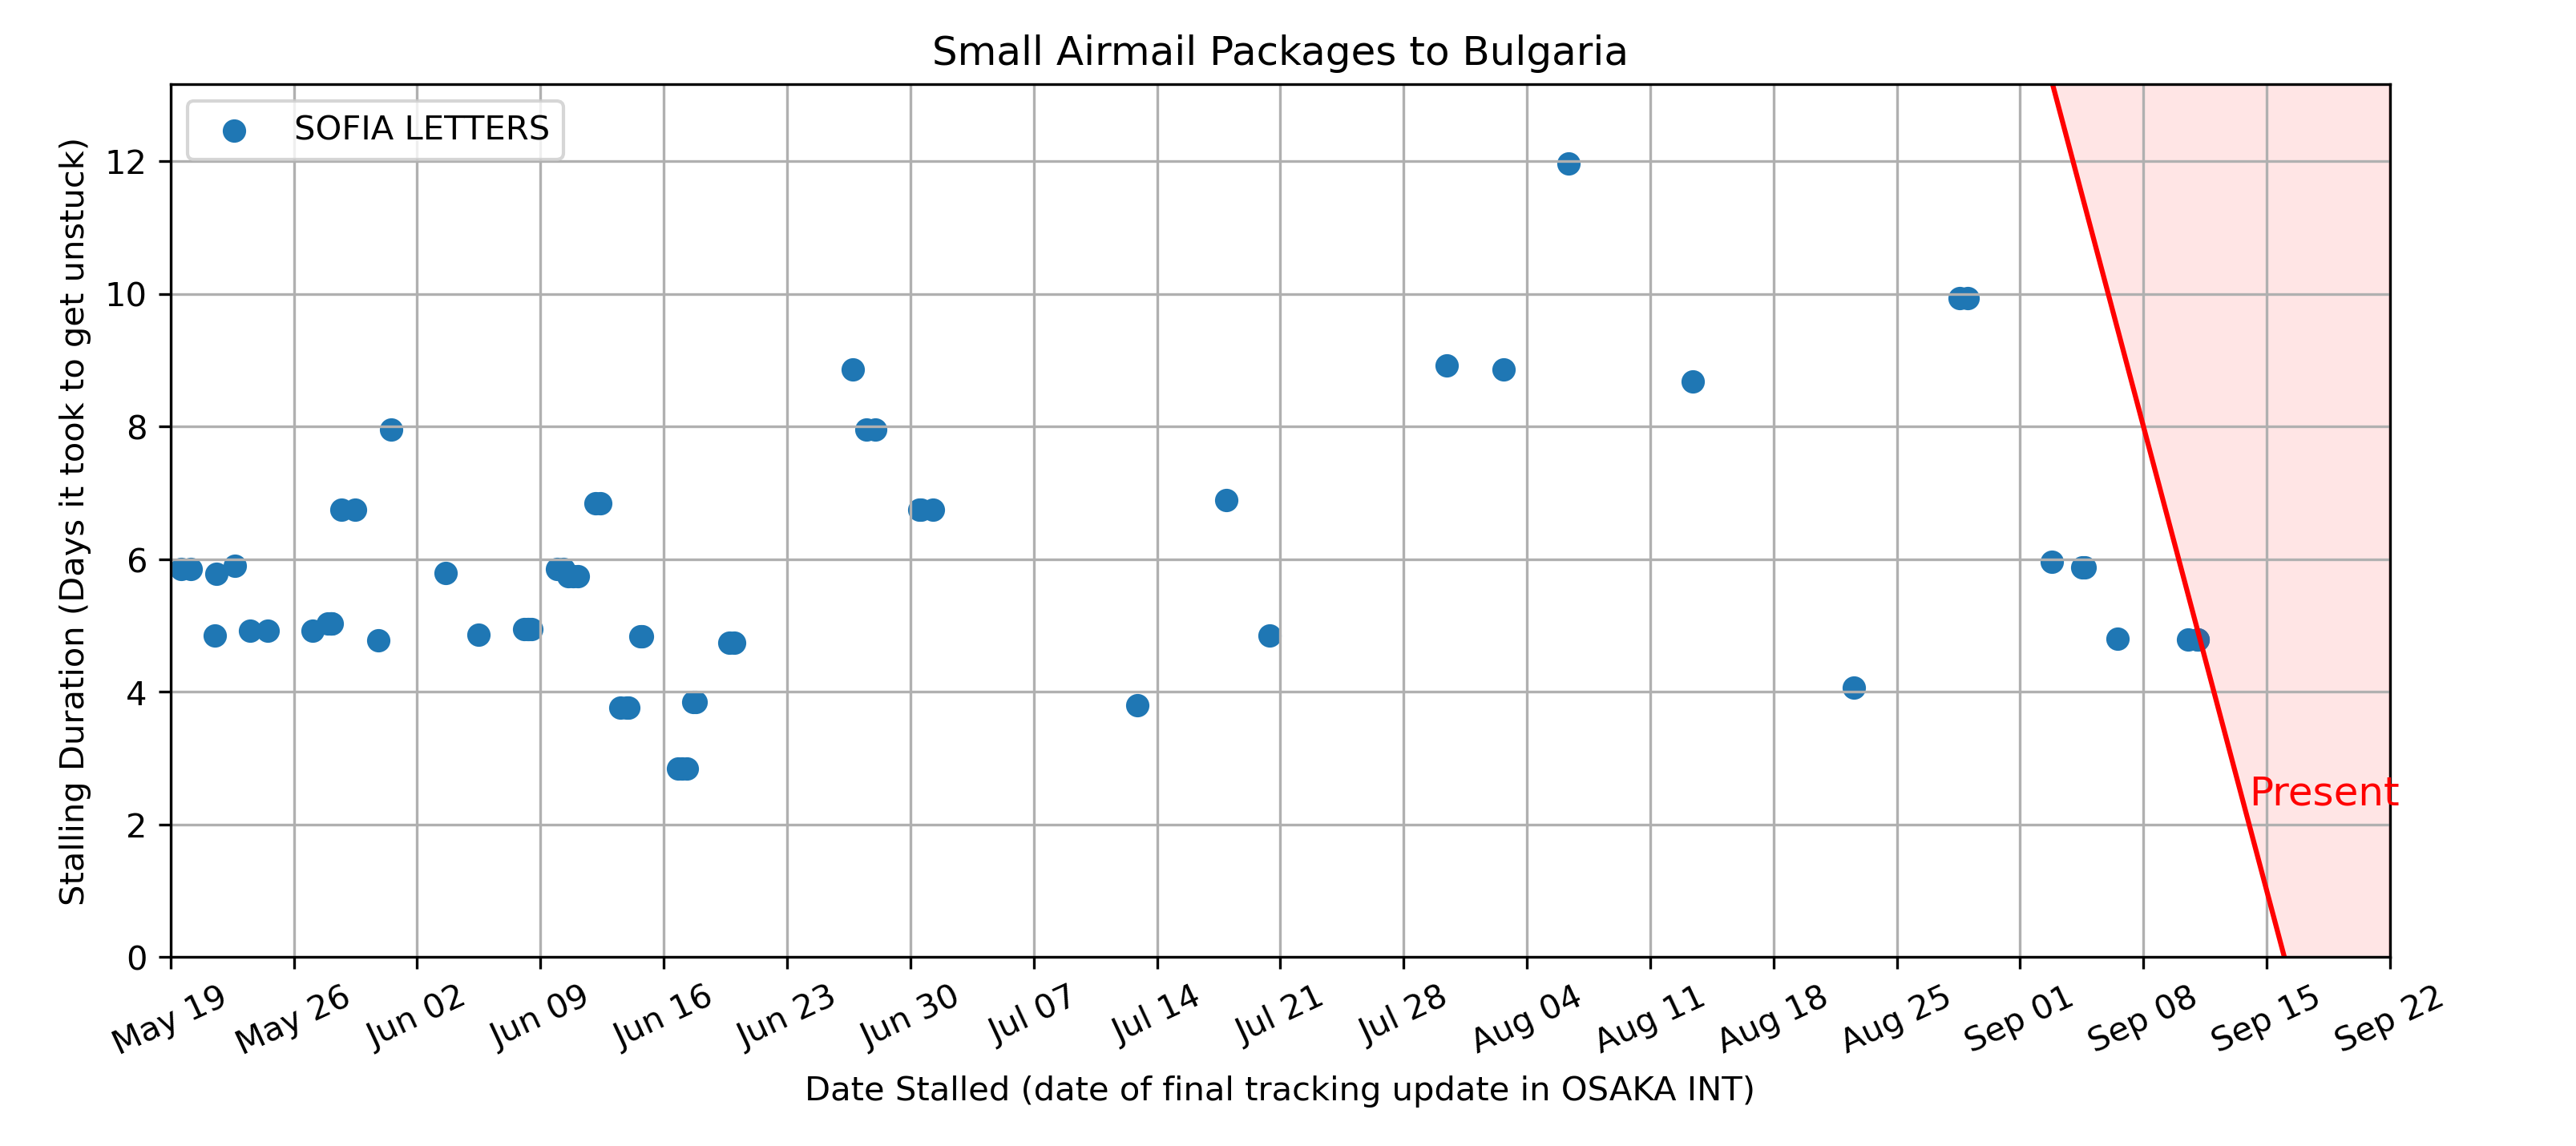 Small Airmail Packages to Bulgaria
SOFIA LETTERS
Stalling Duration (Days it took to get unstuck)
12
10
8
6
4
2
0
Present
May 19
May 26
Jun 02
Jun 09
Jun 16
Jun 23
Jun 30
Jul 07
Jul 14
Jul 21
Jul 28
Aug 04
Aug 11
Aug 18
Aug 25
Sep 01
Sep 08
Sep 15
Sep 22
Date Stalled (date of final tracking update in OSAKA INT)